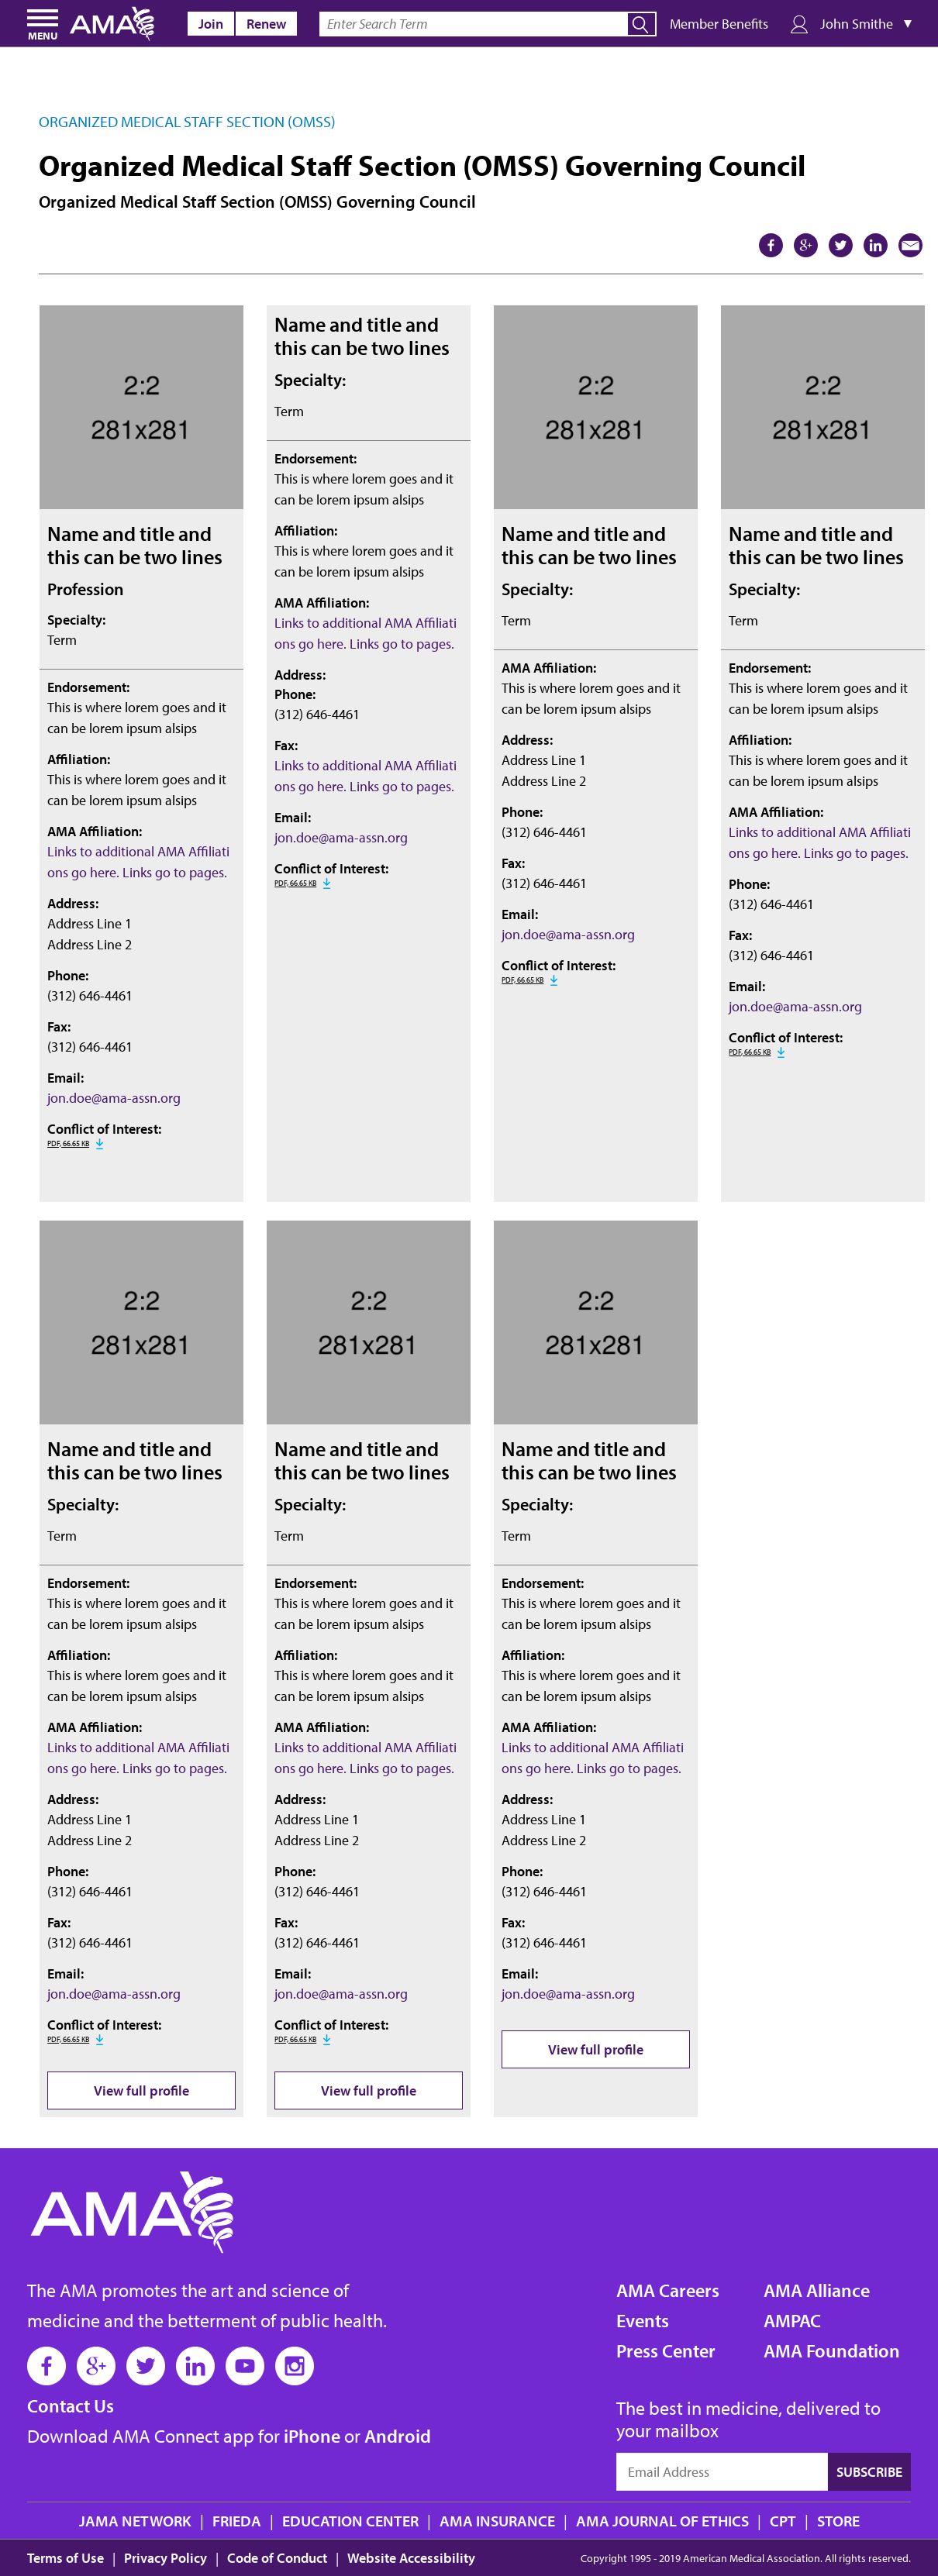 MENU
AMA
Join
Renew
Enter Search Term
Member Benefits
John Smithe
ORGANIZED MEDICAL STAFF SECTION (OMSS)
Organized Medical Staff Section (OMSS) Governing Council
Organized Medical Staff Section (OMSS) Governing Council
2:2
281x281
Name and title and
this can be two lines
Profession
Specialty:
Term
Endorsement:
This is where lorem goes and it
can be lorem ipsum alsips
Affiliation:
This is where lorem goes and it
can be lorem ipsum alsips
AMA Affiliation:
Links to additional AMA Affiliati
ons go here. Links go to pages.
Address:
Address Line 1
Address Line 2
Phone:
(312) 646-4461
Fax:
(312) 646-4461
Email:
jon.doe@ama-assn.org
Conflict of Interest:
PDF, 66.65 KB
Name and title and
this can be two lines
Specialty:
Term
Endorsement:
This is where lorem goes and it
can be lorem ipsum alsips
Affiliation:
This is where lorem goes and it
can be lorem ipsum alsips
AMA Affiliation:
Links to additional AMA Affiliati
ons go here. Links go to pages.
Address:
Phone:
(312) 646-4461
Fax:
Links to additional AMA Affiliati
ons go here. Links go to pages.
Email:
jon.doe@ama-assn.org
Conflict of Interest:
PDF, 66.65 KB
2:2
281x281
Name and title and
this can be two lines
Specialty:
Term
AMA Affiliation:
This is where lorem goes and it
can be lorem ipsum alsips
Address:
Address Line 1
Address Line 2
Phone:
(312) 646-4461
Fax:
(312) 646-4461
Email:
jon.doe@ama-assn.org
Conflict of Interest:
PDF, 66.65 KB
2:2
281x281
Name and title and
this can be two lines
Specialty:
Term
Endorsement:
This is where lorem goes and it
can be lorem ipsum alsips
Affiliation:
This is where lorem goes and it
can be lorem ipsum alsips
AMA Affiliation:
Links to additional AMA Affiliati
ons go here. Links go to pages.
Phone:
(312) 646-4461
Fax:
(312) 646-4461
Email:
jon.doe@ama-assn.org
Conflict of Interest:
PDF, 66.65 KB
2:2
281x281
Name and title and
this can be two lines
Specialty:
Term
Endorsement:
This is where lorem goes and it
can be lorem ipsum alsips
Affiliation:
This is where lorem goes and it
can be lorem ipsum alsips
AMA Affiliation:
Links to additional AMA Affiliati
ons go here. Links go to pages.
Address:
Address Line 1
Address Line 2
Phone:
(312) 646-4461
Fax:
(312) 646-4461
Email:
jon.doe@ama-assn.org
Conflict of Interest:
PDF, 66.65 KB
View full profile
2:2
281x281
Name and title and
this can be two lines
Specialty:
Term
Endorsement:
This is where lorem goes and it
can be lorem ipsum alsips
Affiliation:
This is where lorem goes and it
can be lorem ipsum alsips
AMA Affiliation:
Links to additional AMA Affiliati
ons go here. Links go to pages.
Address:
Address Line 1
Address Line 2
Phone:
(312) 646-4461
Fax:
(312) 646-4461
Email:
jon.doe@ama-assn.org
Conflict of Interest:
PDF, 66.65 KB
View full profile
2:2
281x281
Name and title and
this can be two lines
Specialty:
Term
Endorsement:
This is where lorem goes and it
can be lorem ipsum alsips
Affiliation:
This is where lorem goes and it
can be lorem ipsum alsips
AMA Affiliation:
Links to additional AMA Affiliati
ons go here. Links go to pages.
Address:
Address Line 1
Address Line 2
Phone:
(312) 646-4461
Fax:
(312) 646-4461
Email:
jon.doe@ama-assn.org
View full profile
AMA
The AMA promotes the art and science of
medicine and the betterment of public health.
Contact Us
Download AMA Connect app for iPhone or Android
AMA Careers
Events
Press Center
AMA Alliance
AMPAC
AMA Foundation
The best in medicine, delivered to
your mailbox
Email Address
SUBSCRIBE
JAMA NETWORK | FRIEDA | EDUCATION CENTER | AMA INSURANCE | AMA JOURNAL OF ETHICS | CPT | STORE
Terms of Use | Privacy Policy | Code of Conduct | Website Accessibility
Copyright 1995 - 2019 American Medical Association. All rights reserved.